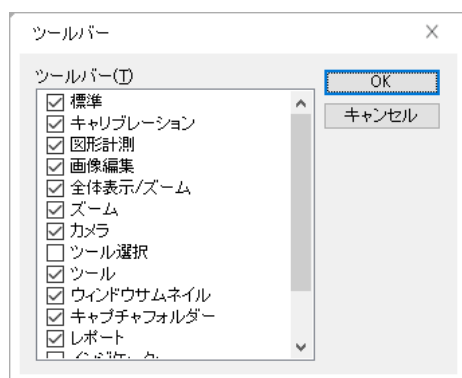 ツールバー
ツールバー(T)
標準
キャリブレーション
図形計測
画像編集
全体表示/ズーム
ズーム
カメラ
ツール選択
ツール
ウィンドウサムネイル
キャプチャフォルダー
レポート
OK
キャンセル